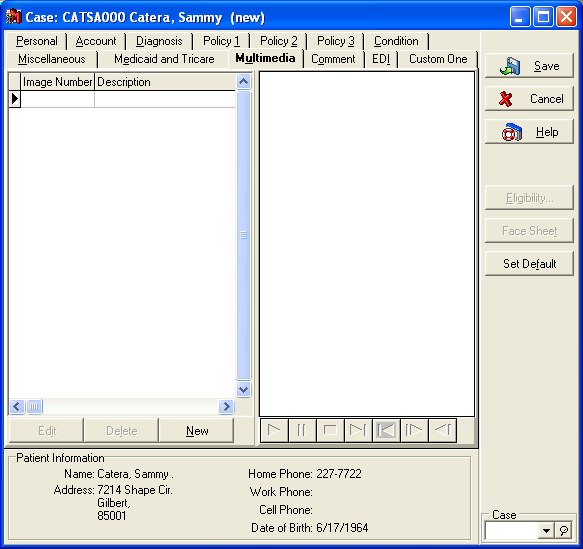 Case: CATSA000 Catera, Sammy (new)
Personal Account Diagnosis Policy 1 Policy 2 Policy 3 Condition
Miscellaneous Medicaid and Tricare Multimedia Comment EDI Custom One
Image Number Description
Save
Cancel
Help
Eligibility...
Face Sheet
Set Default
Edit Delete New
Patient Information
Name: Catera, Sammy . Home Phone: 227-7722
Address: 7214 Shape Cir. Work Phone:
Gilbert,
85001 Cell Phone:
Date of Birth: 6/17/1964
Case